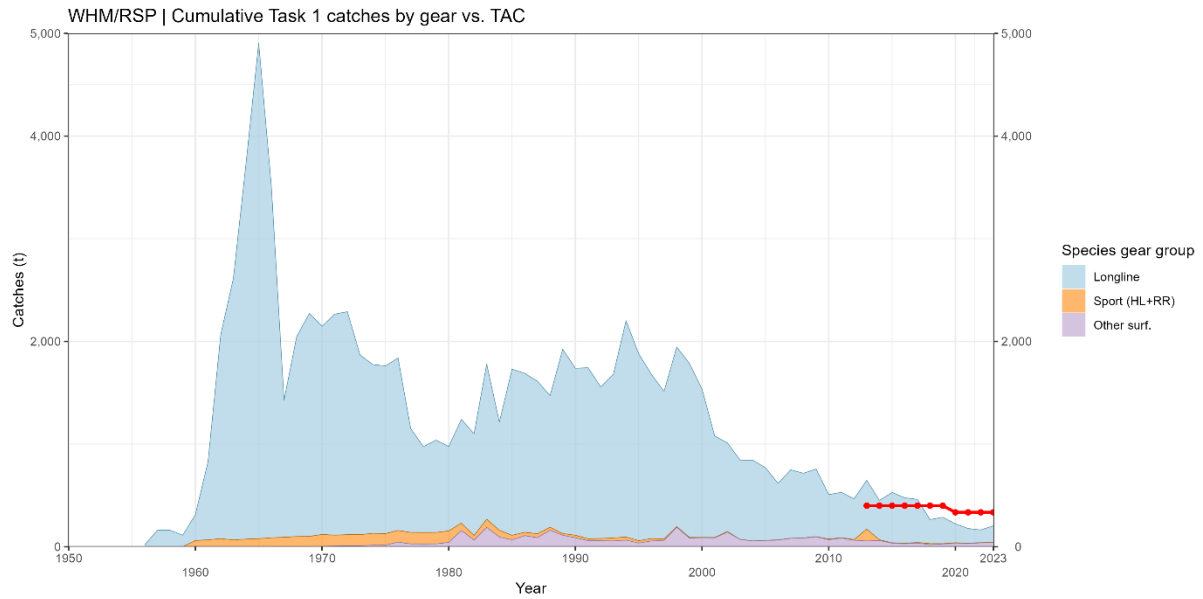 WHM/RSP | Cumulative Task 1 catches by gear vs. TAC
5,000
4,000
2,000
0
Catches (t)
5,000
4,000
2,000
0
1950
1960
1970
1980
1990
2000
2010
2020
2023
Year
Species gear group
Longline
Sport (HL+RR)
Other surf.